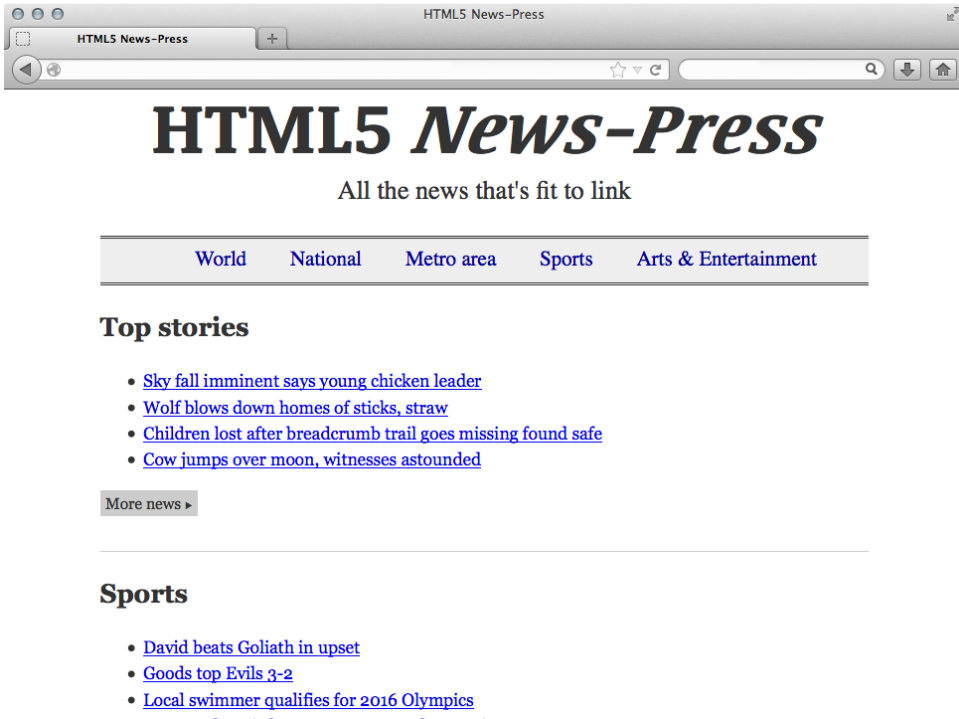 HTML5 News-Press
HTML5 News-Press
HTML5 News-Press
All the news that's fit to link
World National Metro area Sports Arts & Entertainment
Top stories
Sky fall imminent says young chicken leader
Wolf blows down homes of sticks, straw
Children lost after breadcrumb trail goes missing found safe
Cow jumps over moon, witnesses astounded
More news ▸
Sports
David beats Goliath in upset
Goods top Evils 3-2
Local swimmer qualifies for 2016 Olympics